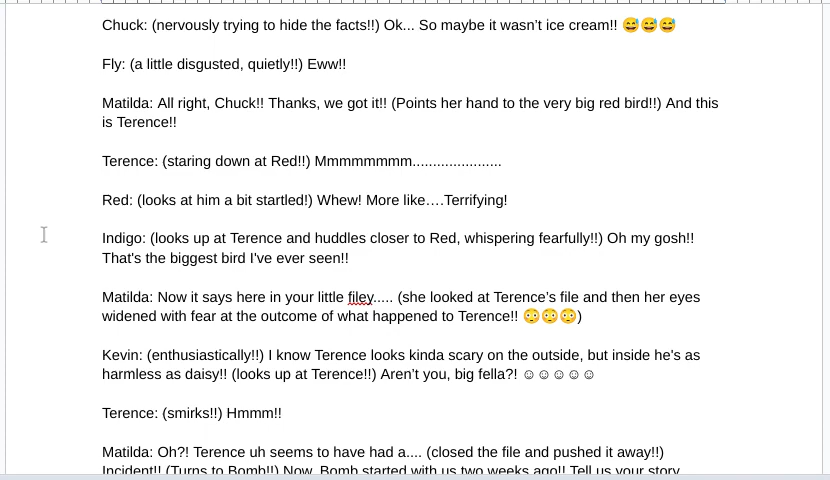 Chuck: (nervously trying to hide the facts!!) Ok... So maybe it wasn’t ice cream!! 😅😅😅
Fly: (a little disgusted, quietly!!) Eww!!
Matilda: All right, Chuck!! Thanks, we got it!! (Points her hand to the very big red bird!!) And this
is Terence!!
Terence: (staring down at Red!!) Mmmmmmmm......................
Red: (looks at him a bit startled!) Whew! More like….Terrifying!
Indigo: (looks up at Terence and huddles closer to Red, whispering fearfully!!) Oh my gosh!!
That's the biggest bird I've ever seen!!
Matilda: Now it says here in your little filey..... (she looked at Terence’s file and then her eyes
widened with fear at the outcome of what happened to Terence!! 😳😳😳)
Kevin: (enthusiastically!!) I know Terence looks kinda scary on the outside, but inside he's as
harmless as daisy!! (looks up at Terence!!) Aren’t you, big fella?! ☺☺☺☺☺
Terence: (smirks!!) Hmmm!!
Matilda: Oh?! Terence uh seems to have had a.... (closed the file and pushed it away!!)
Incident!! (Turns to Bomb!!) Now, Bomb started with us two weeks ago!! Tell us your story